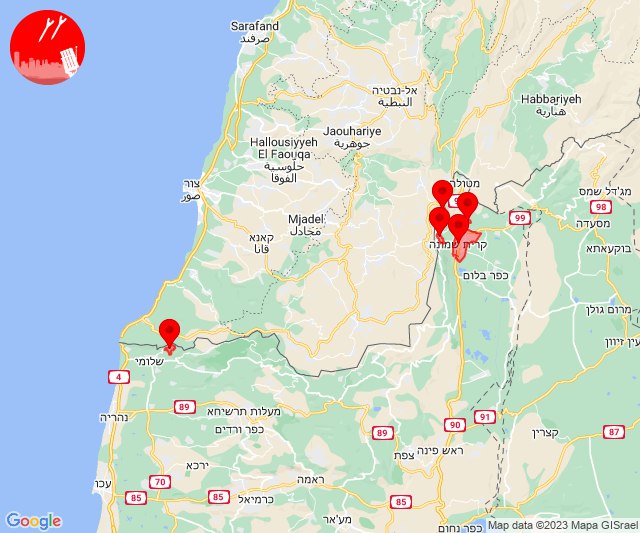 Sarafand
صرفند
Habbariyeh
هبارية
אל-נבטיה
النبطية
Jaouhariye
جوهرية
Hallousiyyeh
El Faouqa
حلوسية
الفوقا
מטולה
מג'דל שמס
98
99
צור
صور
Mjadel
مجادل
מסעדה
קאנא
قانا
קרית שמונה
בוקעאתא
כפר בלום
מרום גולן
עין זיוון
שלומי
4
נהריה
89
מעלות תרשיחא
כפר ורדים
89
91
90
87
קצרין
ראש פינה
צפת
ירכא
עכו
70
85
ראמה
85
כרמיאל
85
מע'אר
כפר נחום
Google
Map data ©2023 Mapa GISrael